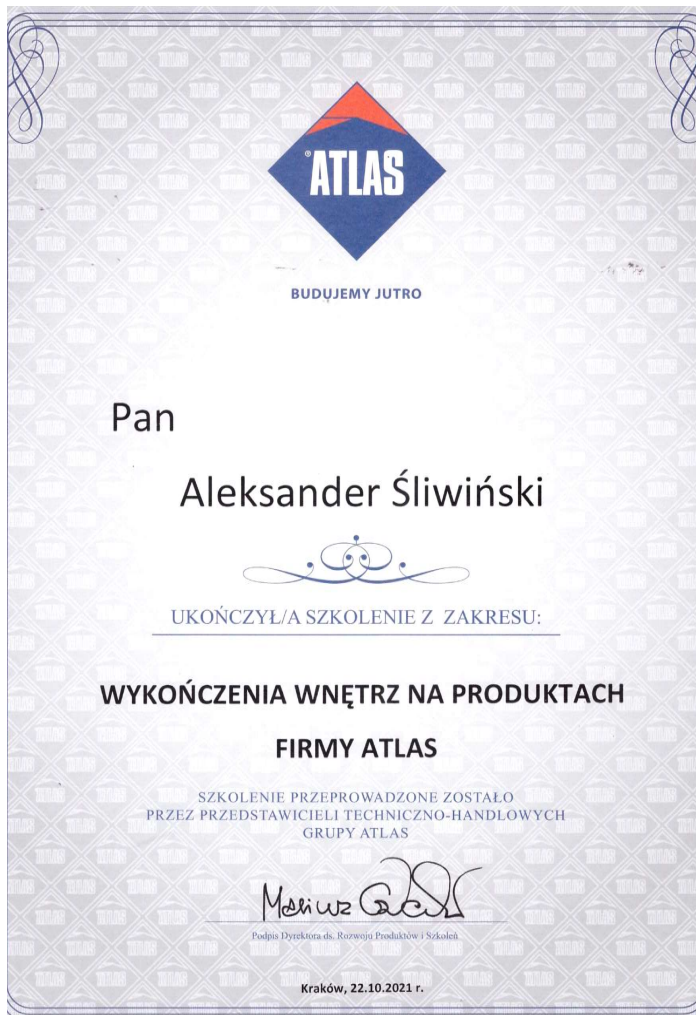 ®ATLAS
BUDUJEMY JUTRO
Pan
Aleksander Śliwiński
UKOŃCZYŁ/A SZKOLENIE Z ZAKRESU:
WYKOŃCZENIA WNĘTRZ NA PRODUKTACH
FIRMY ATLAS
SZKOLENIE PRZEPROWADZONE ZOSTAŁO
PRZEZ PRZEDSTAWICIELI TECHNICZNO-HANDLOWYCH
GRUPY ATLAS
Mariusz
Podpis Dyrektora ds. Rozwoju Produktów i Szkoleń
Kraków, 22.10.2021 r.